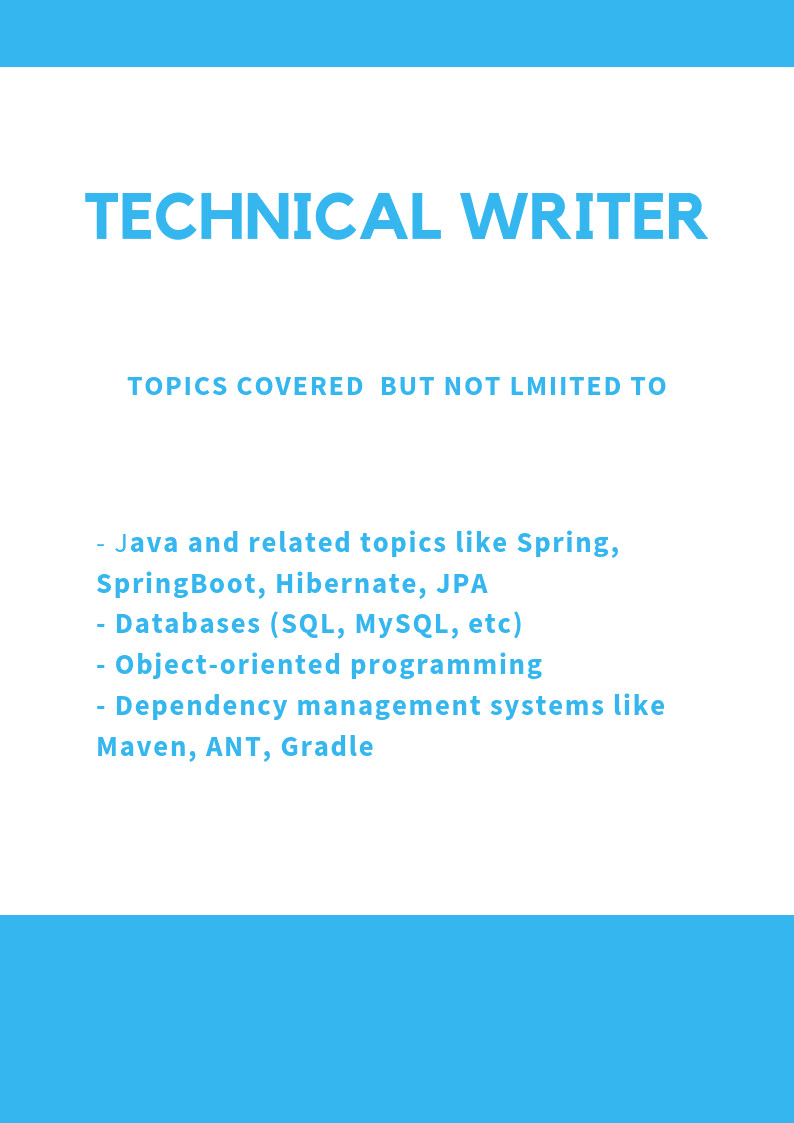 TECHNICAL WRITER
TOPICS COVERED  BUT NOT LMIITED TO
- Java and related topics like Spring,
SpringBoot, Hibernate, JPA
- Databases (SQL, MySQL, etc)
- Object-oriented programming
- Dependency management systems like
Maven, ANT, Gradle